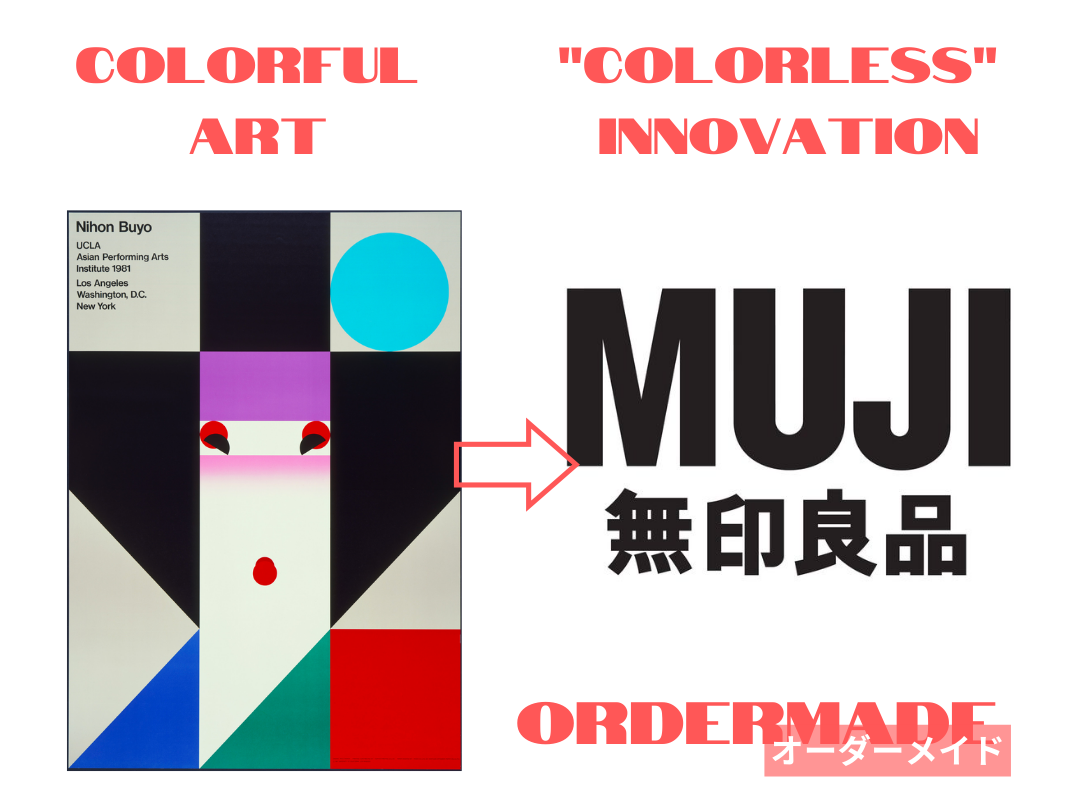 COLORFUL
ART
"COLORLESS"
INNOVATION
Nihon Buyo
UCLA
Asian Performing Arts
Institute 1981
Los Angeles
Washington, D.C.
New York
MUJI
無印良品
ORDERMADE
オーダーメイド